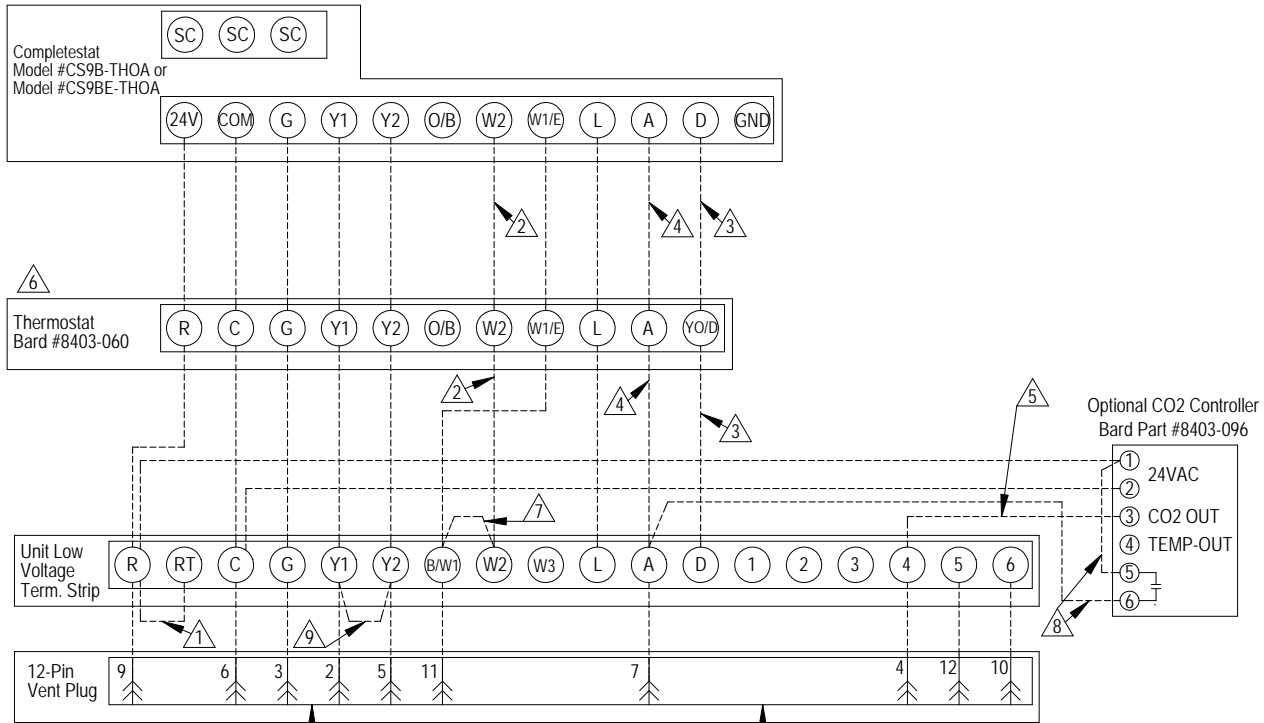 SC SC SC
Completestat
Model #CS9B-THOA or
Model #CS9BE-THOA
24V COM G Y1 Y2 O/B W2 W1/E L A D GND
2 4 3
6
Thermostat
Bard #8403-060
R C G Y1 Y2 O/B W2 W1/E L A YO/D
2 4 3 5
Optional CO2 Controller
Bard Part #8403-096
1
24VAC
2
3 CO2 OUT
4 TEMP-OUT
5
6
7
Unit Low
Voltage
Term. Strip
R RT C G Y1 Y2 B/W1 W2 W3 L A D 1 2 3 4 5 6
1 9 8
12-Pin
Vent Plug
9 6 3 2 5 11 7 4 12 10